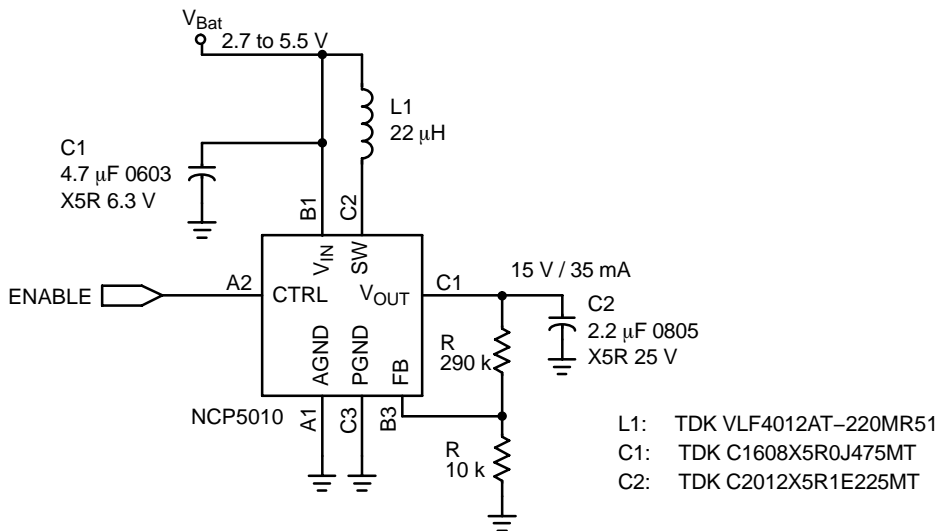 VBat
2.7 to 5.5 V
L1
22 μH
C1
4.7 μF 0603
X5R 6.3 V
B1
C2
VIN
SW
15 V / 35 mA
ENABLE
A2
CTRL
VOUT
C1
C2
2.2 μF 0805
X5R 25 V
R
290 k
AGND
PGND
FB
NCP5010
A1
C3
B3
R
10 k
L1: TDK VLF4012AT–220MR51
C1: TDK C1608X5R0J475MT
C2: TDK C2012X5R1E225MT